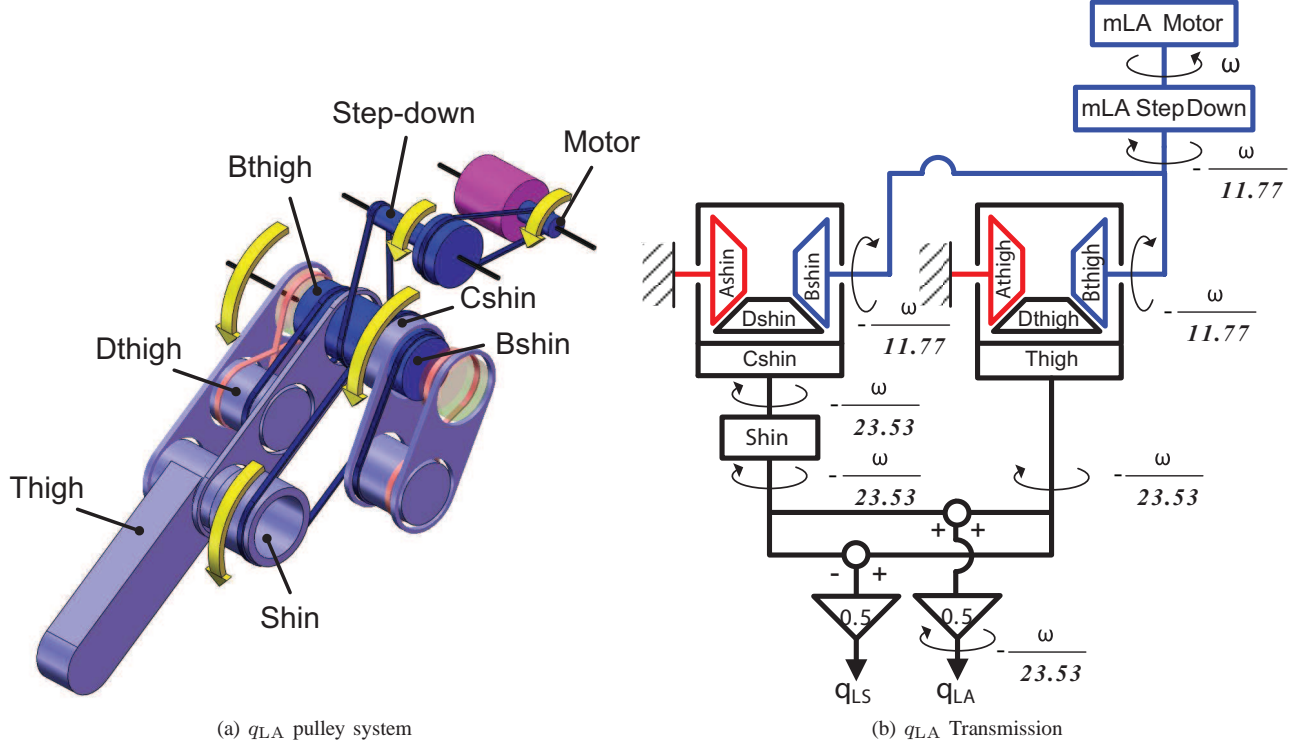 Step-down
Motor
Bthigh
Cshin
Bshin
Dthigh
Thigh
Shin
(a) qLA pulley system
mLA Motor
ω
mLA StepDown
- ω
11.77
Ashin
Bshin
Dshin
Cshin
- ω
11.77
Athigh
Bthigh
Dthigh
Thigh
- ω
11.77
- ω
23.53
Shin
- ω
23.53
- ω
23.53
+ +
- +
0.5
0.5
- ω
23.53
qLS
qLA
(b) qLA Transmission